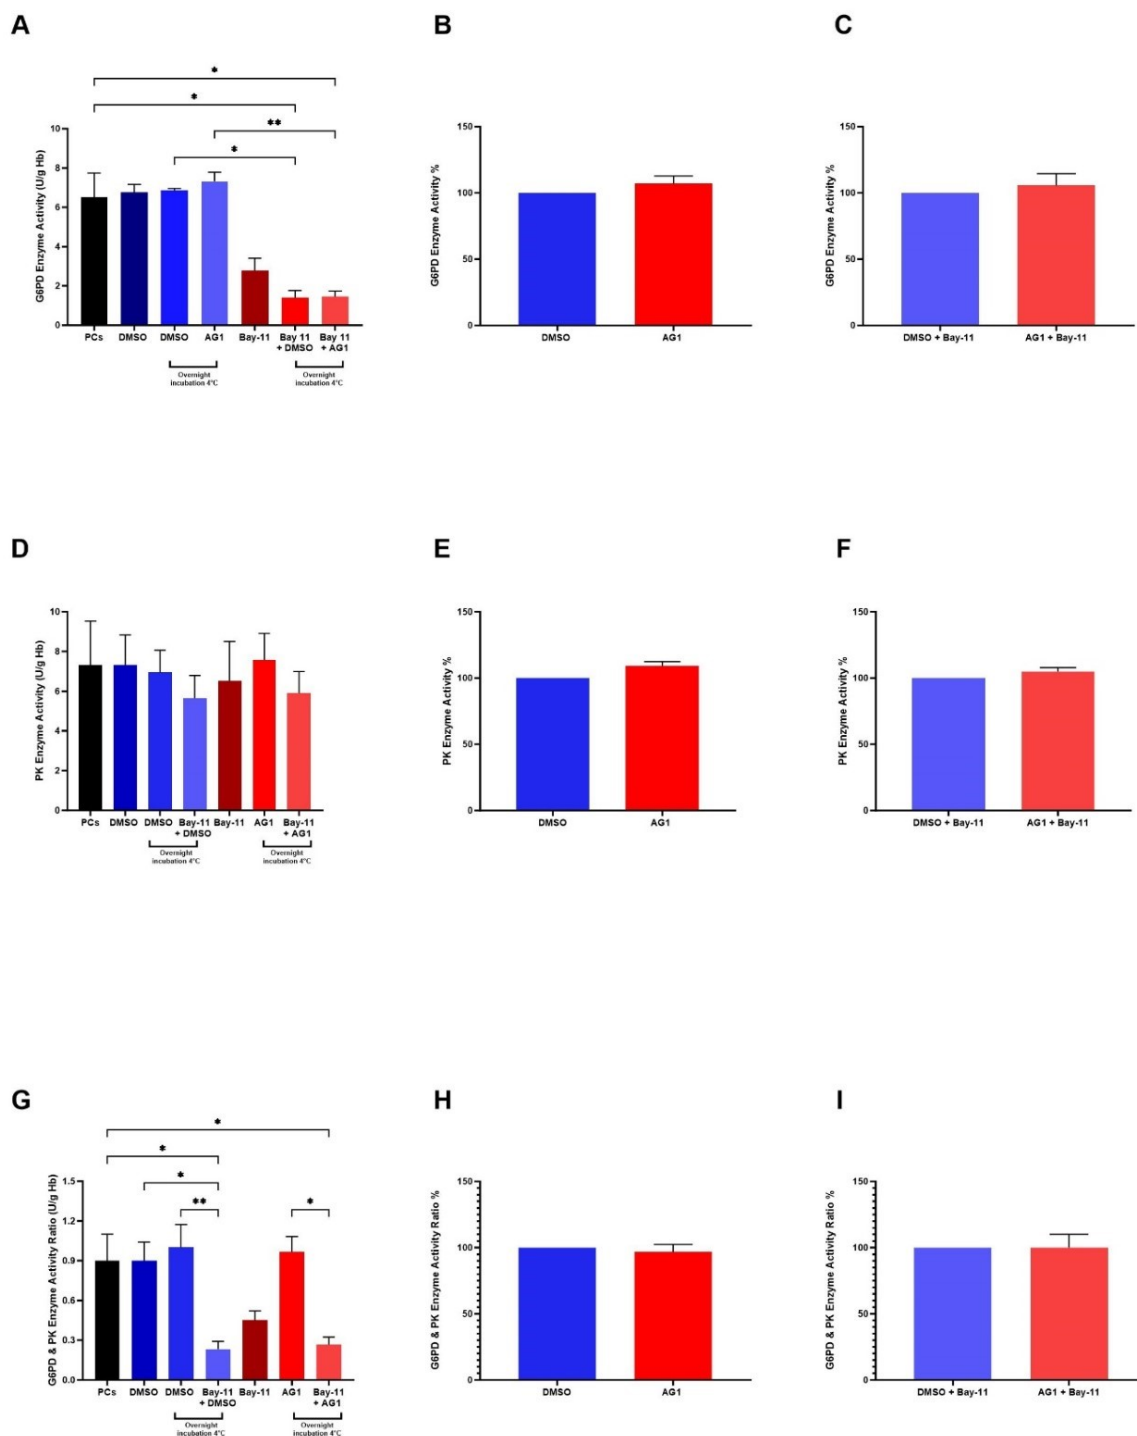 A
B
C
*
*
**
*
G6PD Enzyme Activity (U/g Hb)
10
8
6
4
2
0
PCs
DMSO
DMSO
AG1
Bay-11
Bay 11
+ DMSO
Bay 11
+ AG1
Overnight
incubation 4°C
Overnight
incubation 4°C
G6PD Enzyme Activity %
150
100
50
0
DMSO
AG1
G6PD Enzyme Activity %
150
100
50
0
DMSO + Bay-11
AG1 + Bay-11
D
E
F
PK Enzyme Activity (U/g Hb)
10
8
6
4
2
0
PCs
DMSO
DMSO
Bay-11
+ DMSO
Bay-11
AG1
Bay-11
+ AG1
Overnight
incubation 4°C
Overnight
incubation 4°C
PK Enzyme Activity %
150
100
50
0
DMSO
AG1
PK Enzyme Activity %
150
100
50
0
DMSO + Bay-11
AG1 + Bay-11
G
H
I
*
*
*
**
*
G6PD & PK Enzyme Activity Ratio (U/g Hb)
1.5
1.2
0.9
0.6
0.3
0.0
PCs
DMSO
DMSO
Bay-11
+ DMSO
Bay-11
AG1
Bay-11
+ AG1
Overnight
incubation 4°C
Overnight
incubation 4°C
G6PD & PK Enzyme Activity Ratio %
150
100
50
0
DMSO
AG1
G6PD & PK Enzyme Activity Ratio %
150
100
50
0
DMSO + Bay-11
AG1 + Bay-11